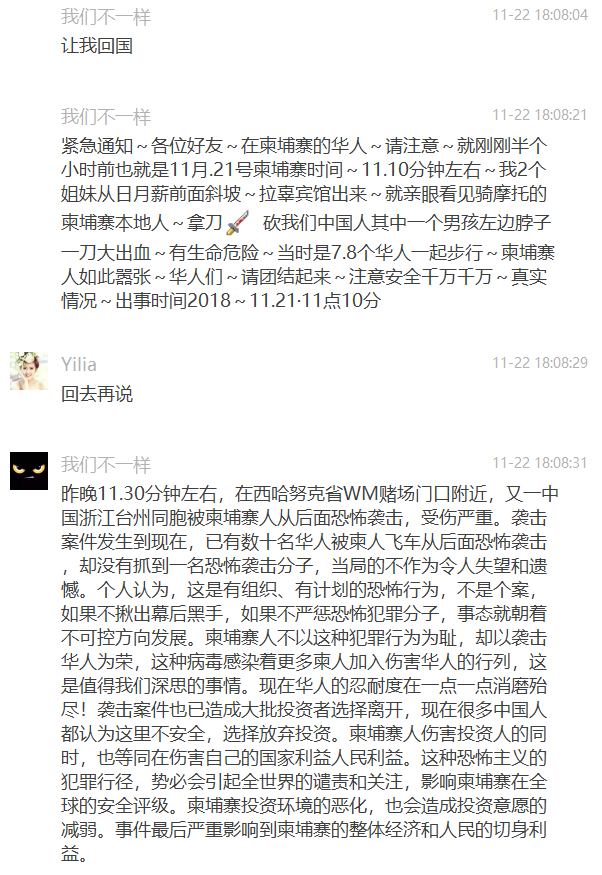 我们不一样 11-22 18:08:04
让我回国
我们不一样 11-22 18:08:21
紧急通知～各位好友～在柬埔寨的华人～请注意～就刚刚半个
小时前也就是11月.21号柬埔寨时间～11.10分钟左右～我2个
姐妹从日月薪前面斜坡～拉辜宾馆出来～就亲眼看见骑摩托的
柬埔寨本地人～拿刀 砍我们中国人其中一个男孩左边脖子
一刀大出血～有生命危险～当时是7.8个华人一起步行～柬埔寨
人如此嚣张～华人们～请团结起来～注意安全千万千万～真实
情况～出事时间2018～11.21·11点10分
Yilia 11-22 18:08:29
回去再说
我们不一样 11-22 18:08:31
昨晚11.30分钟左右，在西哈努克省WM赌场门口附近，又一中
国浙江台州同胞被柬埔寨人从后面恐怖袭击，受伤严重。袭击
案件发生到现在，已有数十名华人被柬人飞车从后面恐怖袭击
，却没有抓到一名恐怖袭击分子，当局的不作为令人失望和遗
憾。个人认为，这是有组织、有计划的恐怖行为，不是个案，
如果不揪出幕后黑手，如果不严惩恐怖犯罪分子，事态就朝着
不可控方向发展。柬埔寨人不以这种犯罪行为为耻，却以袭击
华人为荣，这种病毒感染着更多柬人加入伤害华人的行列，这
是值得我们深思的事情。现在华人的忍耐度在一点一点消磨殆
尽！袭击案件也已造成大批投资者选择离开，现在很多中国人
都认为这里不安全，选择放弃投资。柬埔寨人伤害投资人的同
时，也等同在伤害自己的国家利益人民利益。这种恐怖主义的
犯罪行径，势必会引起全世界的谴责和关注，影响柬埔寨在全
球的安全评级。柬埔寨投资环境的恶化，也会造成投资意愿的
减弱。事件最后严重影响到柬埔寨的整体经济和人民的切身利
益。